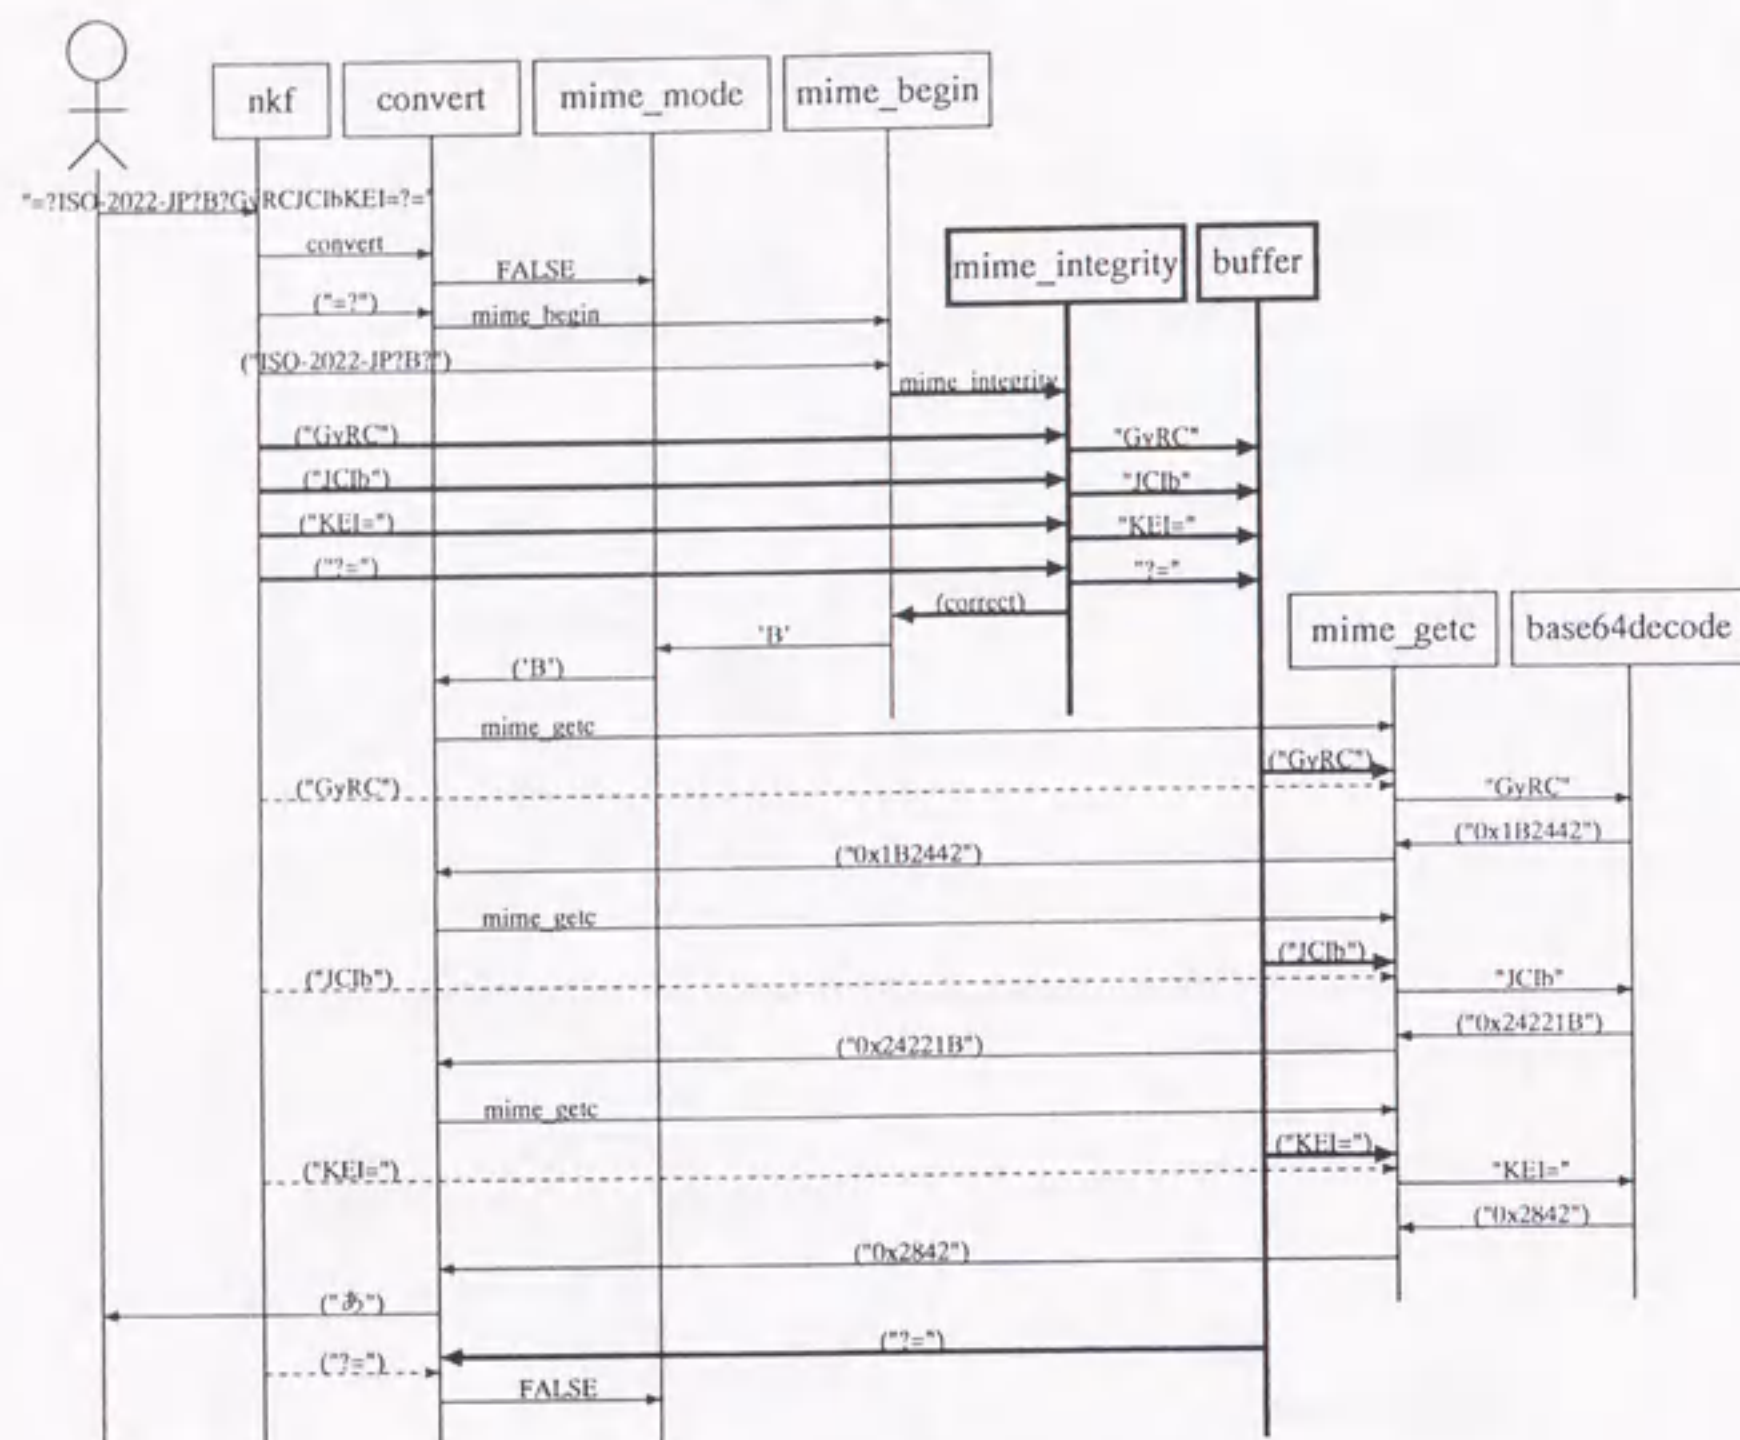 nkf
convert
mime_mode
mime_begin
"=?ISO-2022-JP?B?GyRCJCIbKEI=?="
convert
FALSE
mime_integrity
buffer
("=?")
mime_begin
("ISO-2022-JP?B?")
mime_integrity
("GyRC")
"GyRC"
("JCIb")
"JCIb"
("KEI=")
"KEI="
("?=")
"?="
(correct)
'B'
('B')
mime_getc
base64decode
mime_getc
("GyRC")
("GyRC")
"GyRC"
("0x1B2442")
("0x1B2442")
mime_getc
("JCIb")
("JCIb")
"JCIb"
("0x24221B")
("0x24221B")
mime_getc
("KEI=")
("KEI=")
"KEI="
("0x2842")
("0x2842")
("あ")
("?=")
("?=")
FALSE